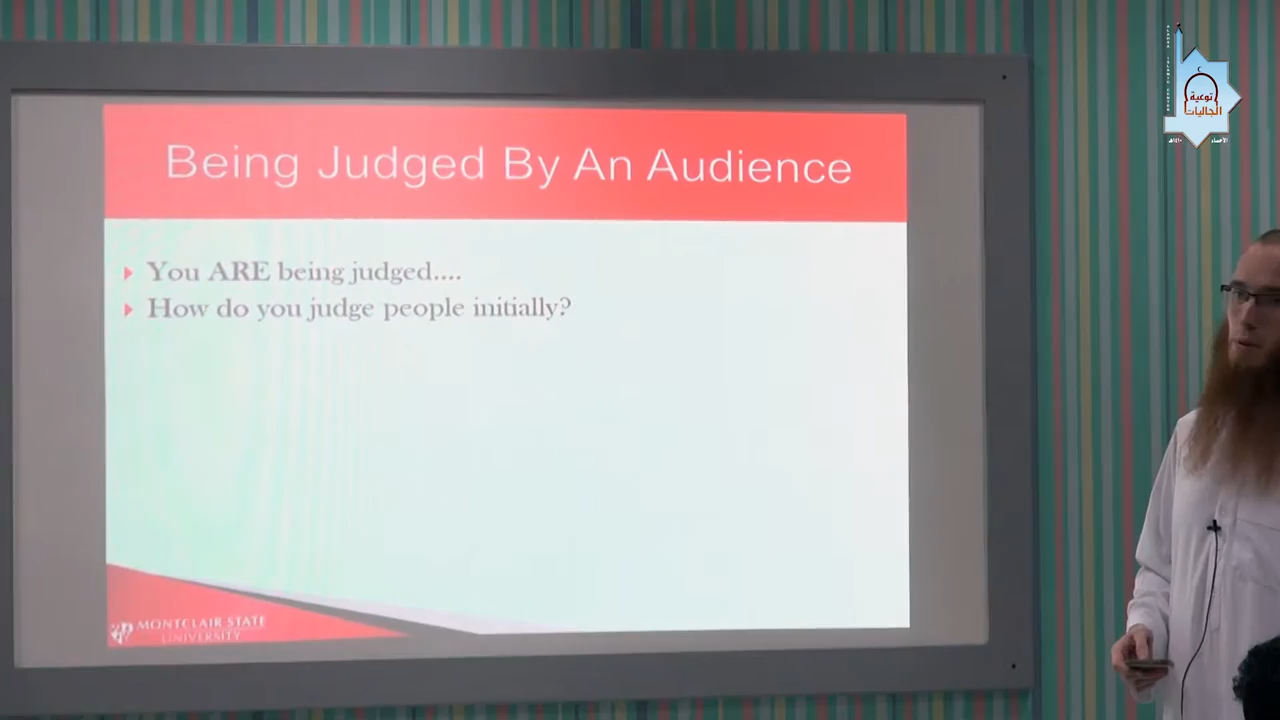 Being Judged By An Audience
You ARE being judged....
How do you judge people initially?
MONTCLAIR STATE
UNIVERSITY
توعية
الجاليات
الأحساء